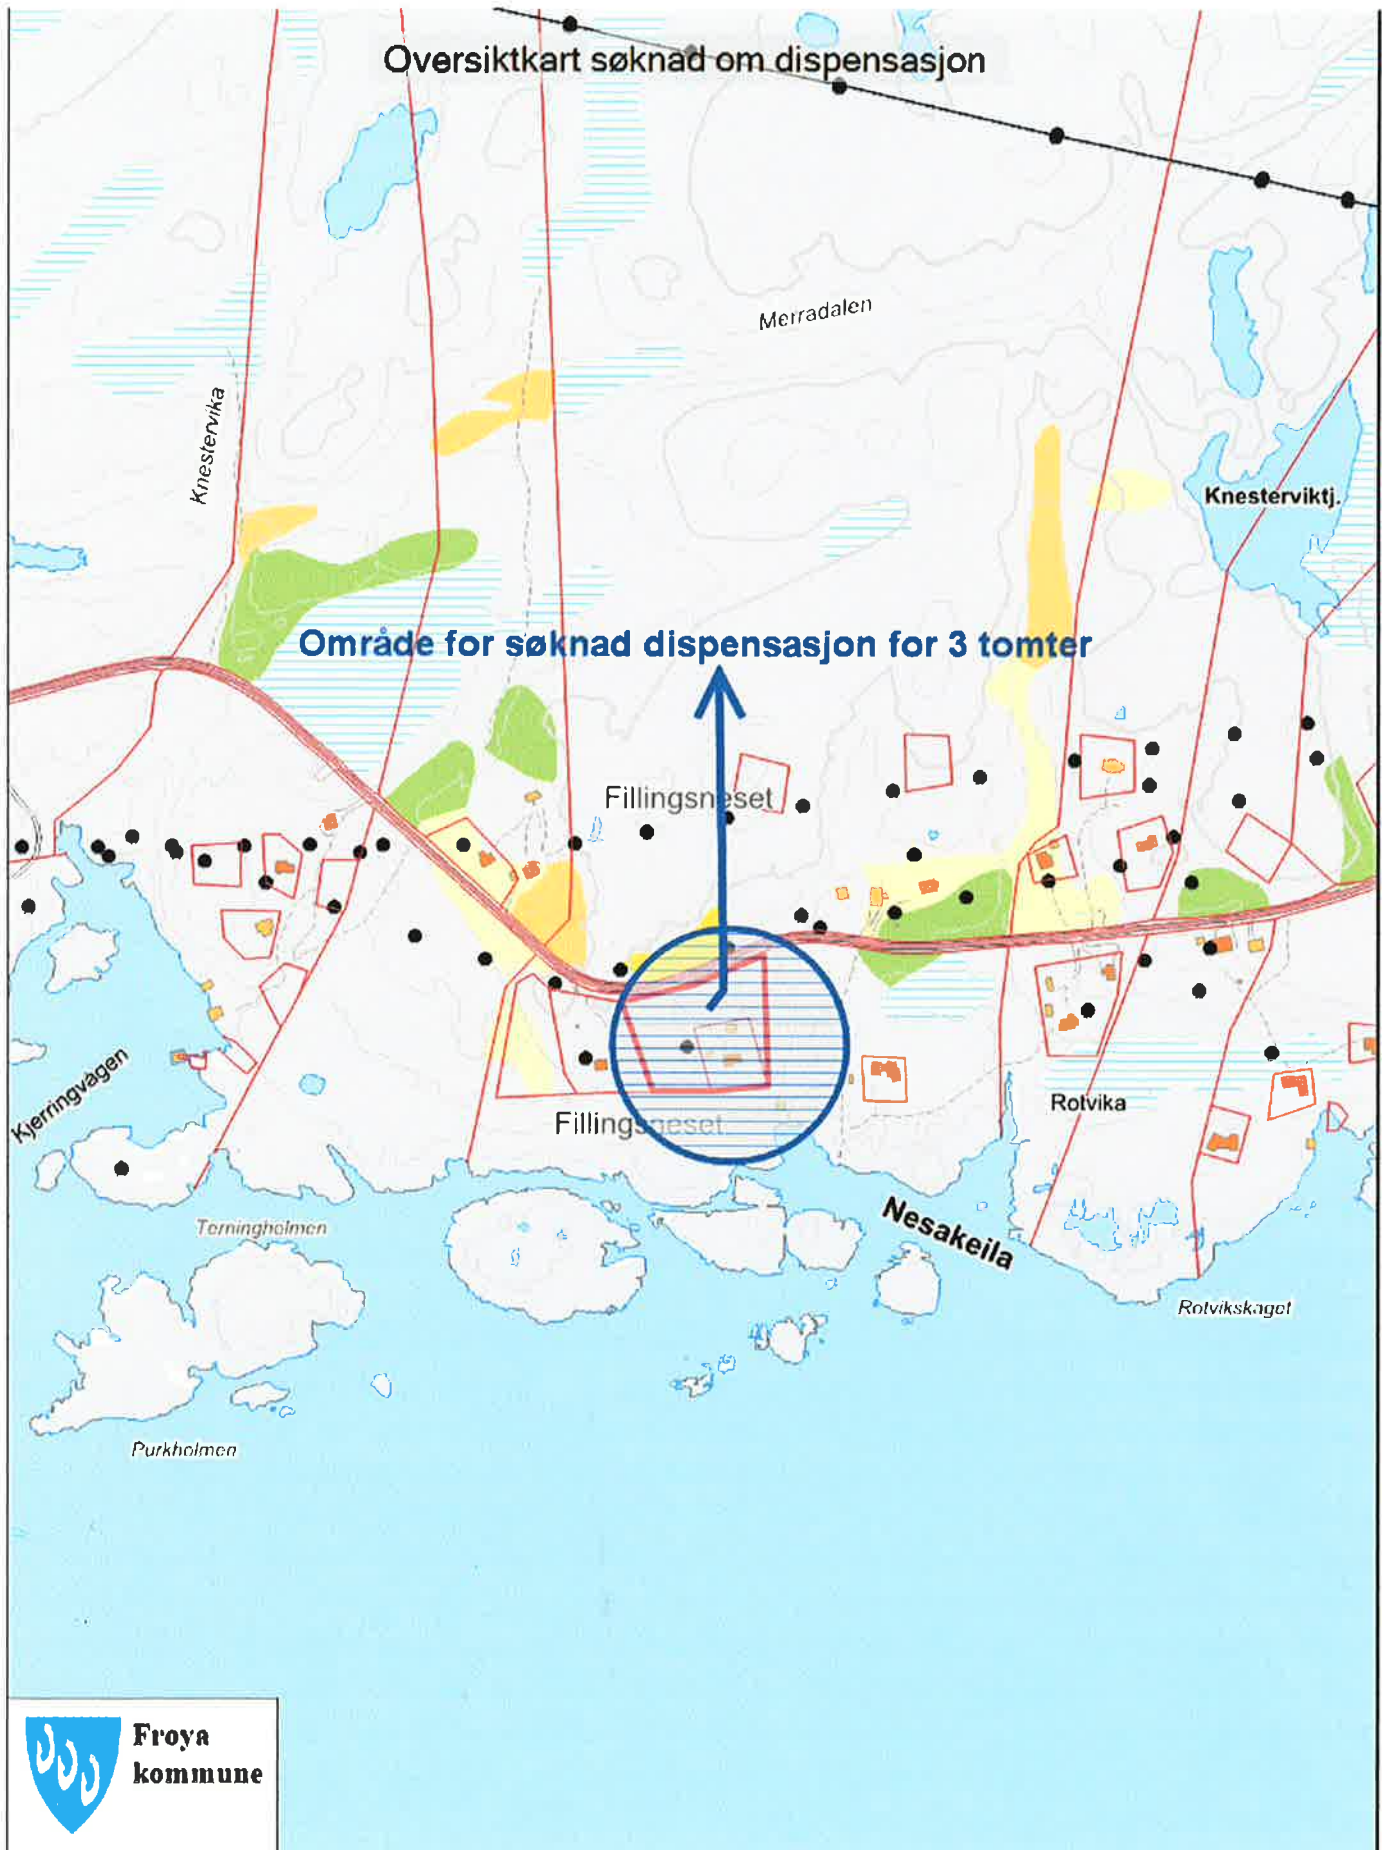 Oversiktkart søknad om dispensasjon
Merradalen
Knestervika
Knesterviktj.
Område for søknad dispensasjon for 3 tomter
Fillingsneset
Kjerringvågen
Fillingsneset
Rotvika
Nesakeila
Terningholmen
Rotvikskaget
Purkholmen
Frøya
kommune